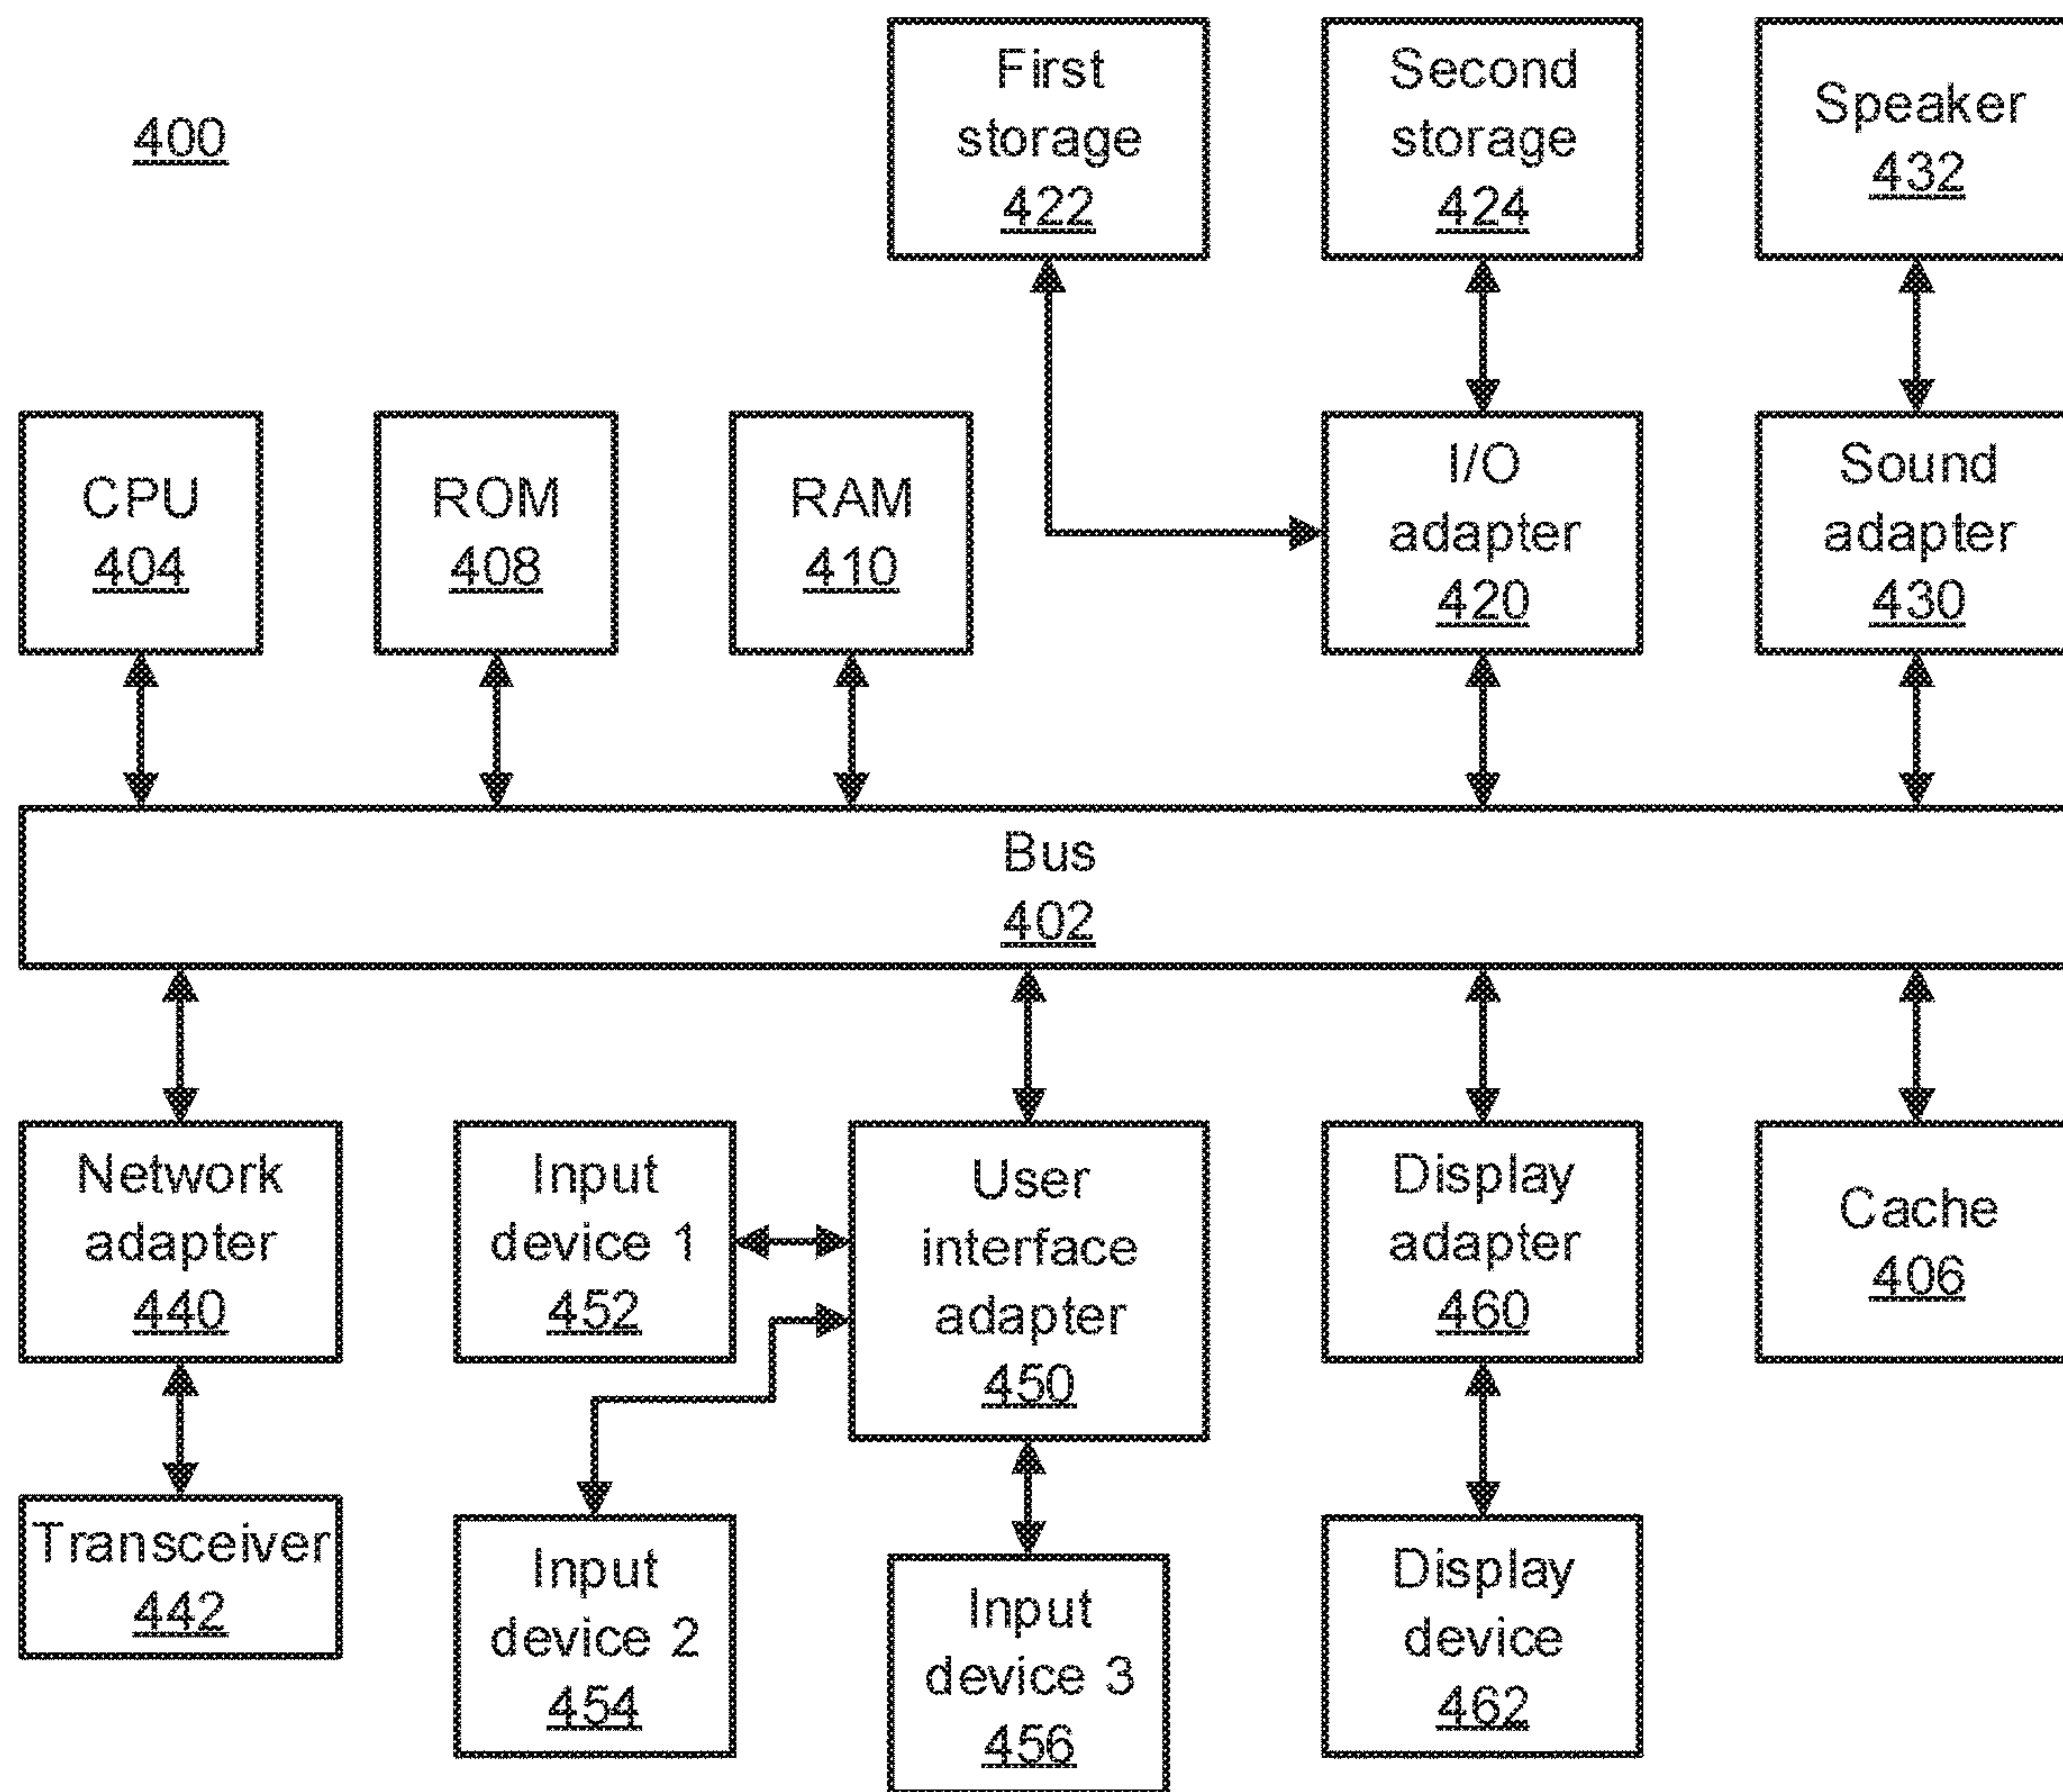 400
First
storage
422
Second
storage
424
Speaker
432
CPU
404
ROM
408
RAM
410
I/O
adapter
420
Sound
adapter
430
Bus
402
Network
adapter
440
Input
device 1
452
User
interface
adapter
450
Display
adapter
460
Cache
406
Transceiver
442
Input
device 2
454
Input
device 3
456
Display
device
462